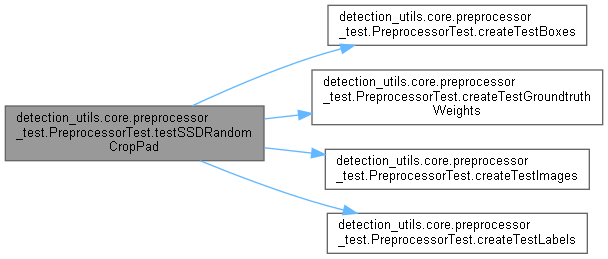 detection_utils.core.preprocessor
_test.PreprocessorTest.testSSDRandom
CropPad
detection_utils.core.preprocessor
_test.PreprocessorTest.createTestBoxes
detection_utils.core.preprocessor
_test.PreprocessorTest.createTestGroundtruth
Weights
detection_utils.core.preprocessor
_test.PreprocessorTest.createTestImages
detection_utils.core.preprocessor
_test.PreprocessorTest.createTestLabels